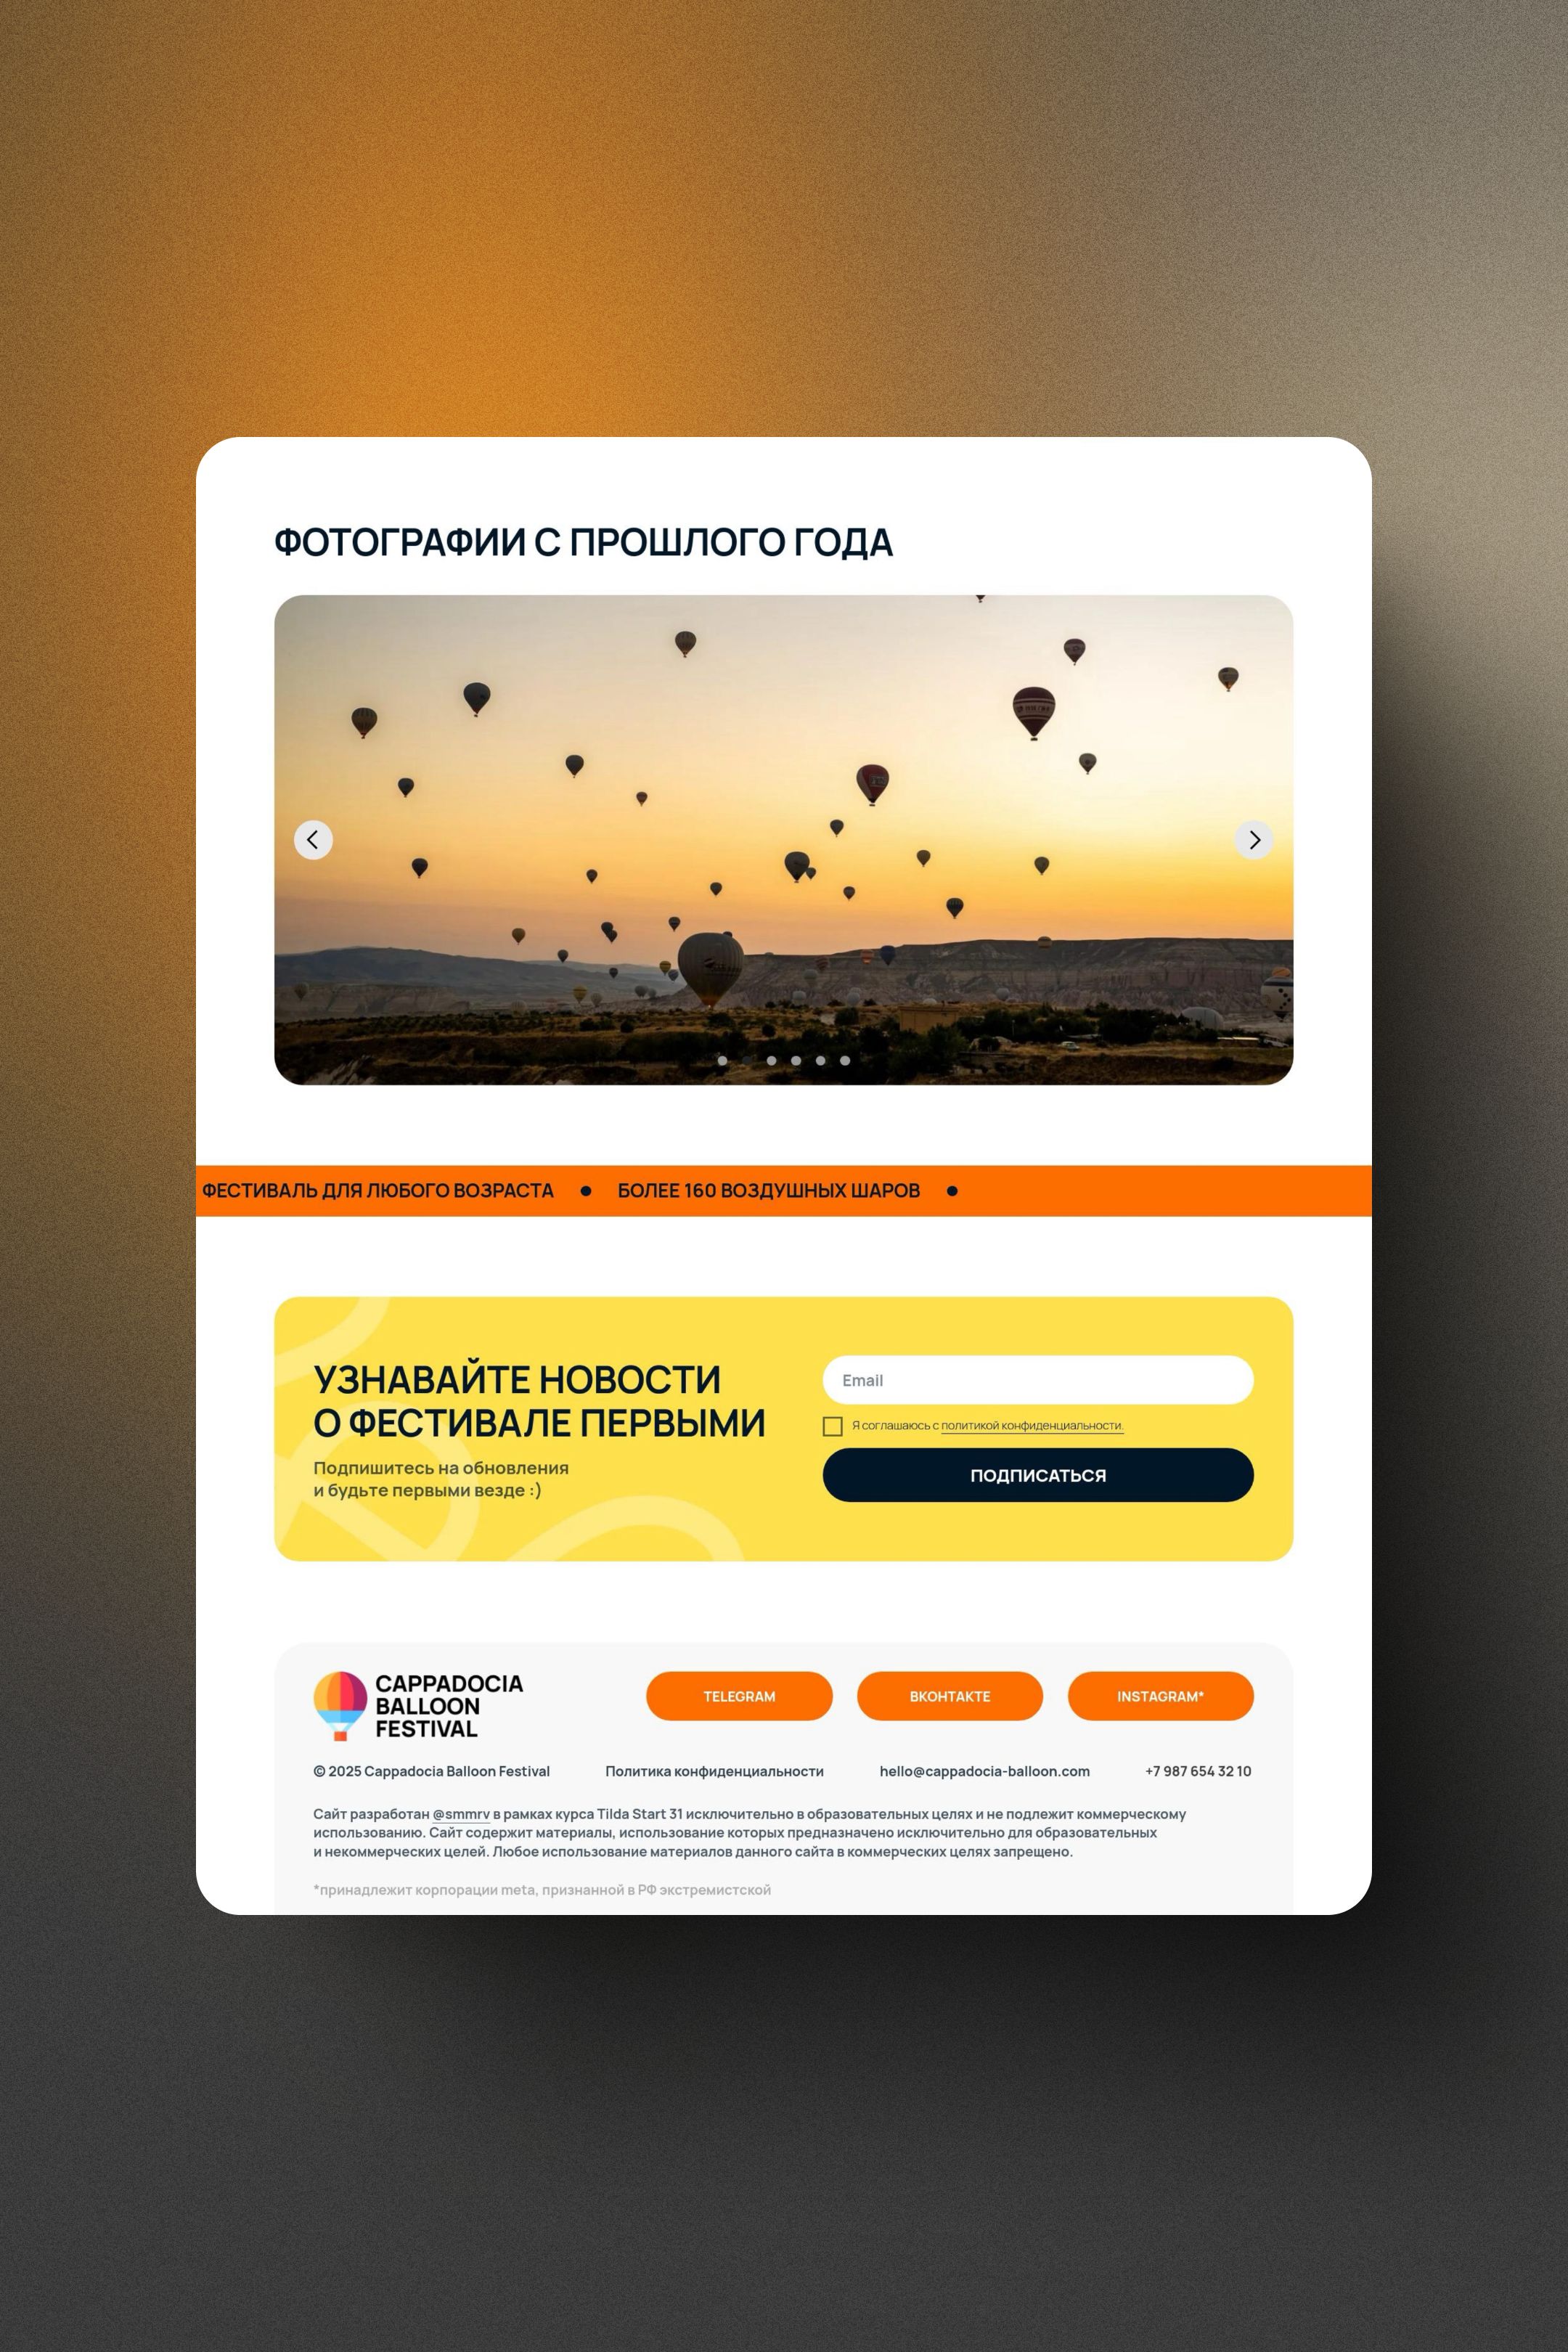 ФОТОГРАФИИ С ПРОШЛОГО ГОДА
ФЕСТИВАЛЬ ДЛЯ ЛЮБОГО ВОЗРАСТА ● БОЛЕЕ 160 ВОЗДУШНЫХ ШАРОВ ●
УЗНАВАЙТЕ НОВОСТИ
О ФЕСТИВАЛЕ ПЕРВЫМИ
Подпишитесь на обновления
и будьте первыми везде :)
Email
Я соглашаюсь с политикой конфиденциальности.
ПОДПИСАТЬСЯ
CAPPADOCIA
BALLOON
FESTIVAL
TELEGRAM
ВКОНТАКТЕ
INSTAGRAM*
© 2025 Cappadocia Balloon Festival
Политика конфиденциальности
hello@cappadocia-balloon.com
+7 987 654 32 10
Сайт разработан @smmrv в рамках курса Tilda Start 31 исключительно в образовательных целях и не подлежит коммерческому
использованию. Сайт содержит материалы, использование которых предназначено исключительно для образовательных
и некоммерческих целей. Любое использование материалов данного сайта в коммерческих целях запрещено.
*принадлежит корпорации meta, признанной в РФ экстремистской